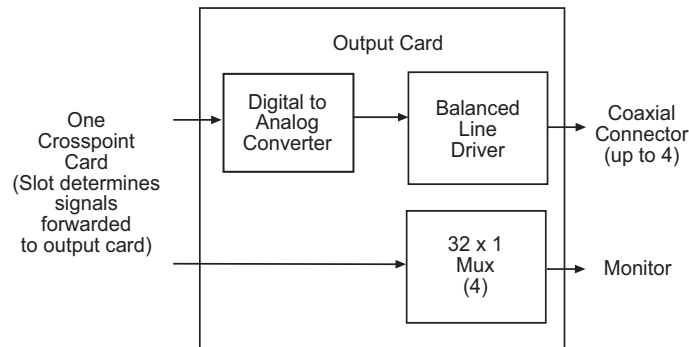 Output Card
One
Crosspoint
Card
(Slot determines
signals
forwarded
to output card)
Digital to
Analog
Converter
Balanced
Line
Driver
Coaxial
Connector
(up to 4)
32 x 1
Mux
(4)
Monitor